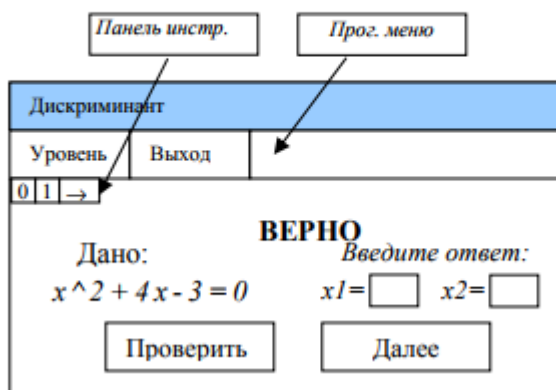 Панель инстр.
Прог. меню
Дискриминант
Уровень Выход
0 1 →
ВЕРНО
Дано: Введите ответ:
x^2 + 4x - 3 = 0 x1= x2=
Проверить Далее